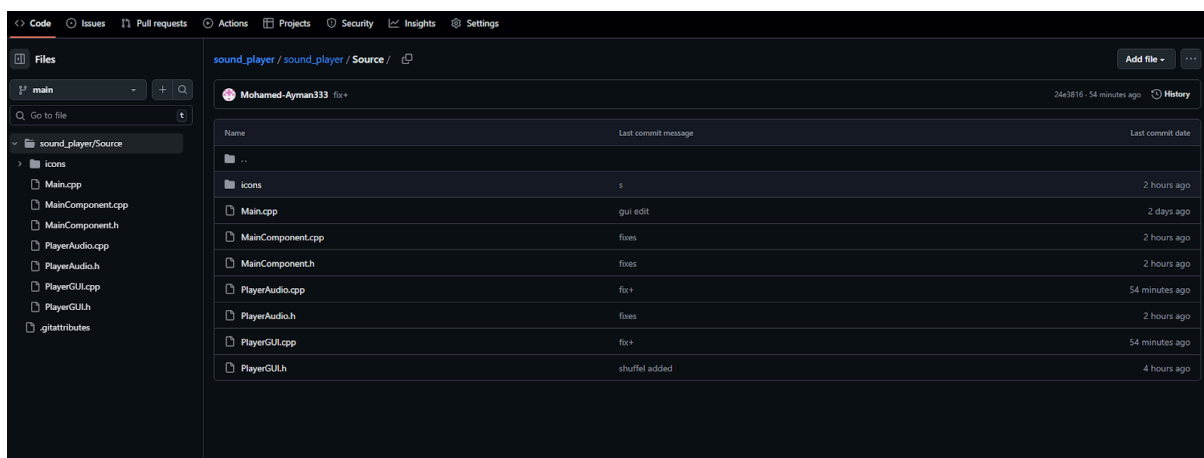 <> Code Issues Pull requests Actions Projects Security Insights Settings
Files
main
Go to file t
sound_player/Source
icons
Main.cpp
MainComponent.cpp
MainComponent.h
PlayerAudio.cpp
PlayerAudio.h
PlayerGUI.cpp
PlayerGUI.h
.gitattributes
sound_player / sound_player / Source / Add file ...
Mohamed-Ayman333 fix+ 24e3816 · 54 minutes ago History
Name Last commit message Last commit date
..
icons s 2 hours ago
Main.cpp gui edit 2 days ago
MainComponent.cpp fixes 2 hours ago
MainComponent.h fixes 2 hours ago
PlayerAudio.cpp fix+ 54 minutes ago
PlayerAudio.h fixes 2 hours ago
PlayerGUI.cpp fix+ 54 minutes ago
PlayerGUI.h shuffel added 4 hours ago